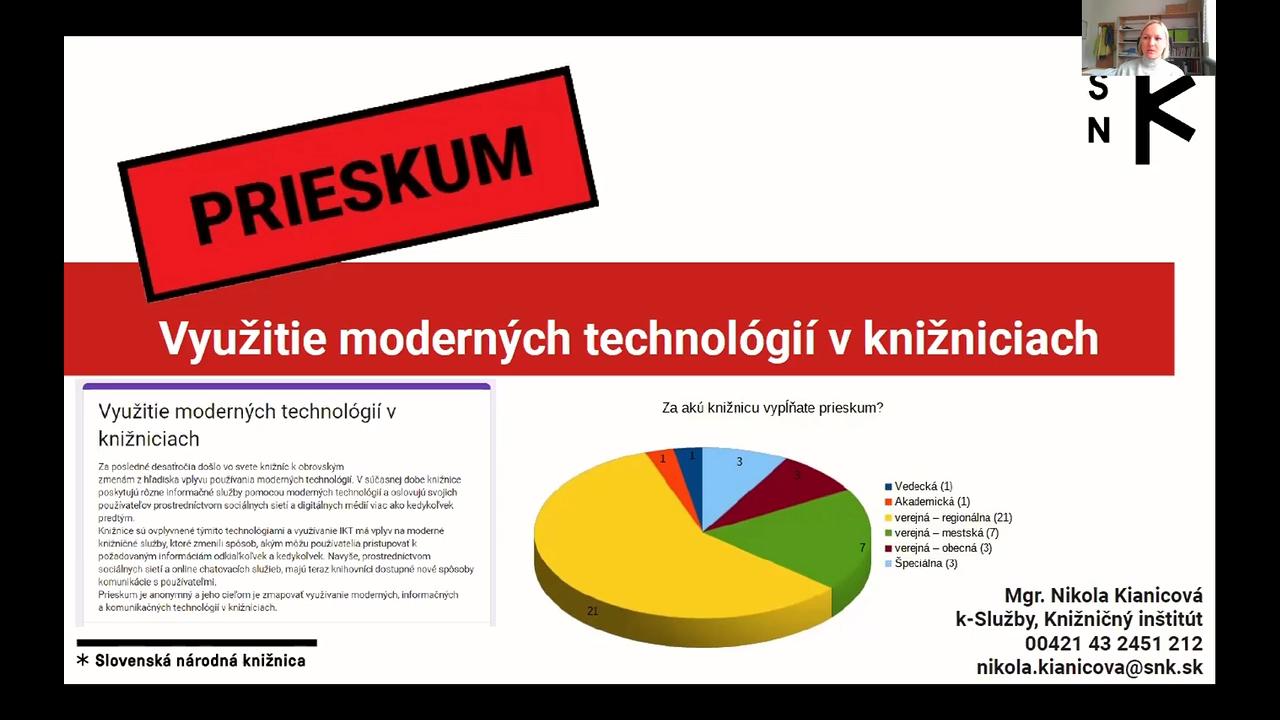 PRIESKUM
S
N
K
Využitie moderných technológií v knižniciach
Využitie moderných technológií v
knižniciach
Za posledné desaťročia došlo vo svete knižníc k obrovským
zmenám z hľadiska vplyvu používania moderných technológií. V súčasnej dobe knižnice
poskytujú rôzne informačné služby pomocou moderných technológií a oslovujú svojich
používateľov prostredníctvom sociálnych sietí a digitálnych médií viac ako kedykoľvek
predtým.
Knižnice sú ovplyvnené týmito technológiami a využívanie IKT má vplyv na moderné
knižničné služby, ktoré zmenili spôsob, akým môžu používatelia pristupovať k
požadovaným informáciám odkiaľkoľvek a kedykoľvek. Navyše, prostredníctvom
sociálnych sietí a online chatovacích služieb, majú teraz knihovníci dostupné nové spôsoby
komunikácie s používateľmi.
Prieskum je anonymný a jeho cieľom je zmapovať využívanie moderných, informačných
a komunikačných technológií v knižniciach.
Za akú knižnicu vypĺňate prieskum?
1
1
3
3
7
21
Vedecká (1)
Akademická (1)
verejná – regionálna (21)
verejná – mestská (7)
verejná – obecná (3)
Špeciálna (3)
Mgr. Nikola Kianicová
k-Služby, Knižničný inštitút
00421 43 2451 212
nikola.kianicova@snk.sk
* Slovenská národná knižnica